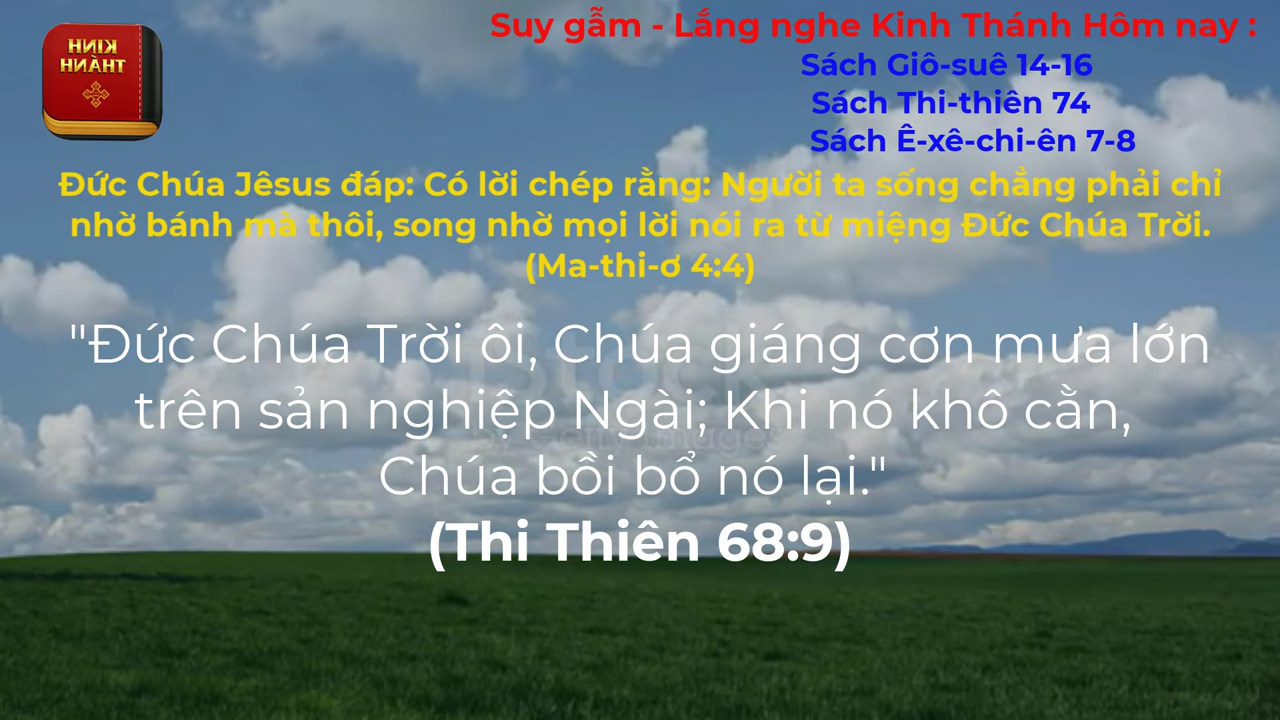 KINH
THÁNH
Suy gẫm - Lắng nghe Kinh Thánh Hôm nay :
Sách Giô-suê 14-16
Sách Thi-thiên 74
Sách Ê-xê-chi-ên 7-8
Đức Chúa Jêsus đáp: Có lời chép rằng: Người ta sống chẳng phải chỉ
nhờ bánh mà thôi, song nhờ mọi lời nói ra từ miệng Đức Chúa Trời.
(Ma-thi-ơ 4:4)
"Đức Chúa Trời ôi, Chúa giáng cơn mưa lớn
trên sản nghiệp Ngài; Khi nó khô cằn,
Chúa bồi bổ nó lại."
(Thi Thiên 68:9)